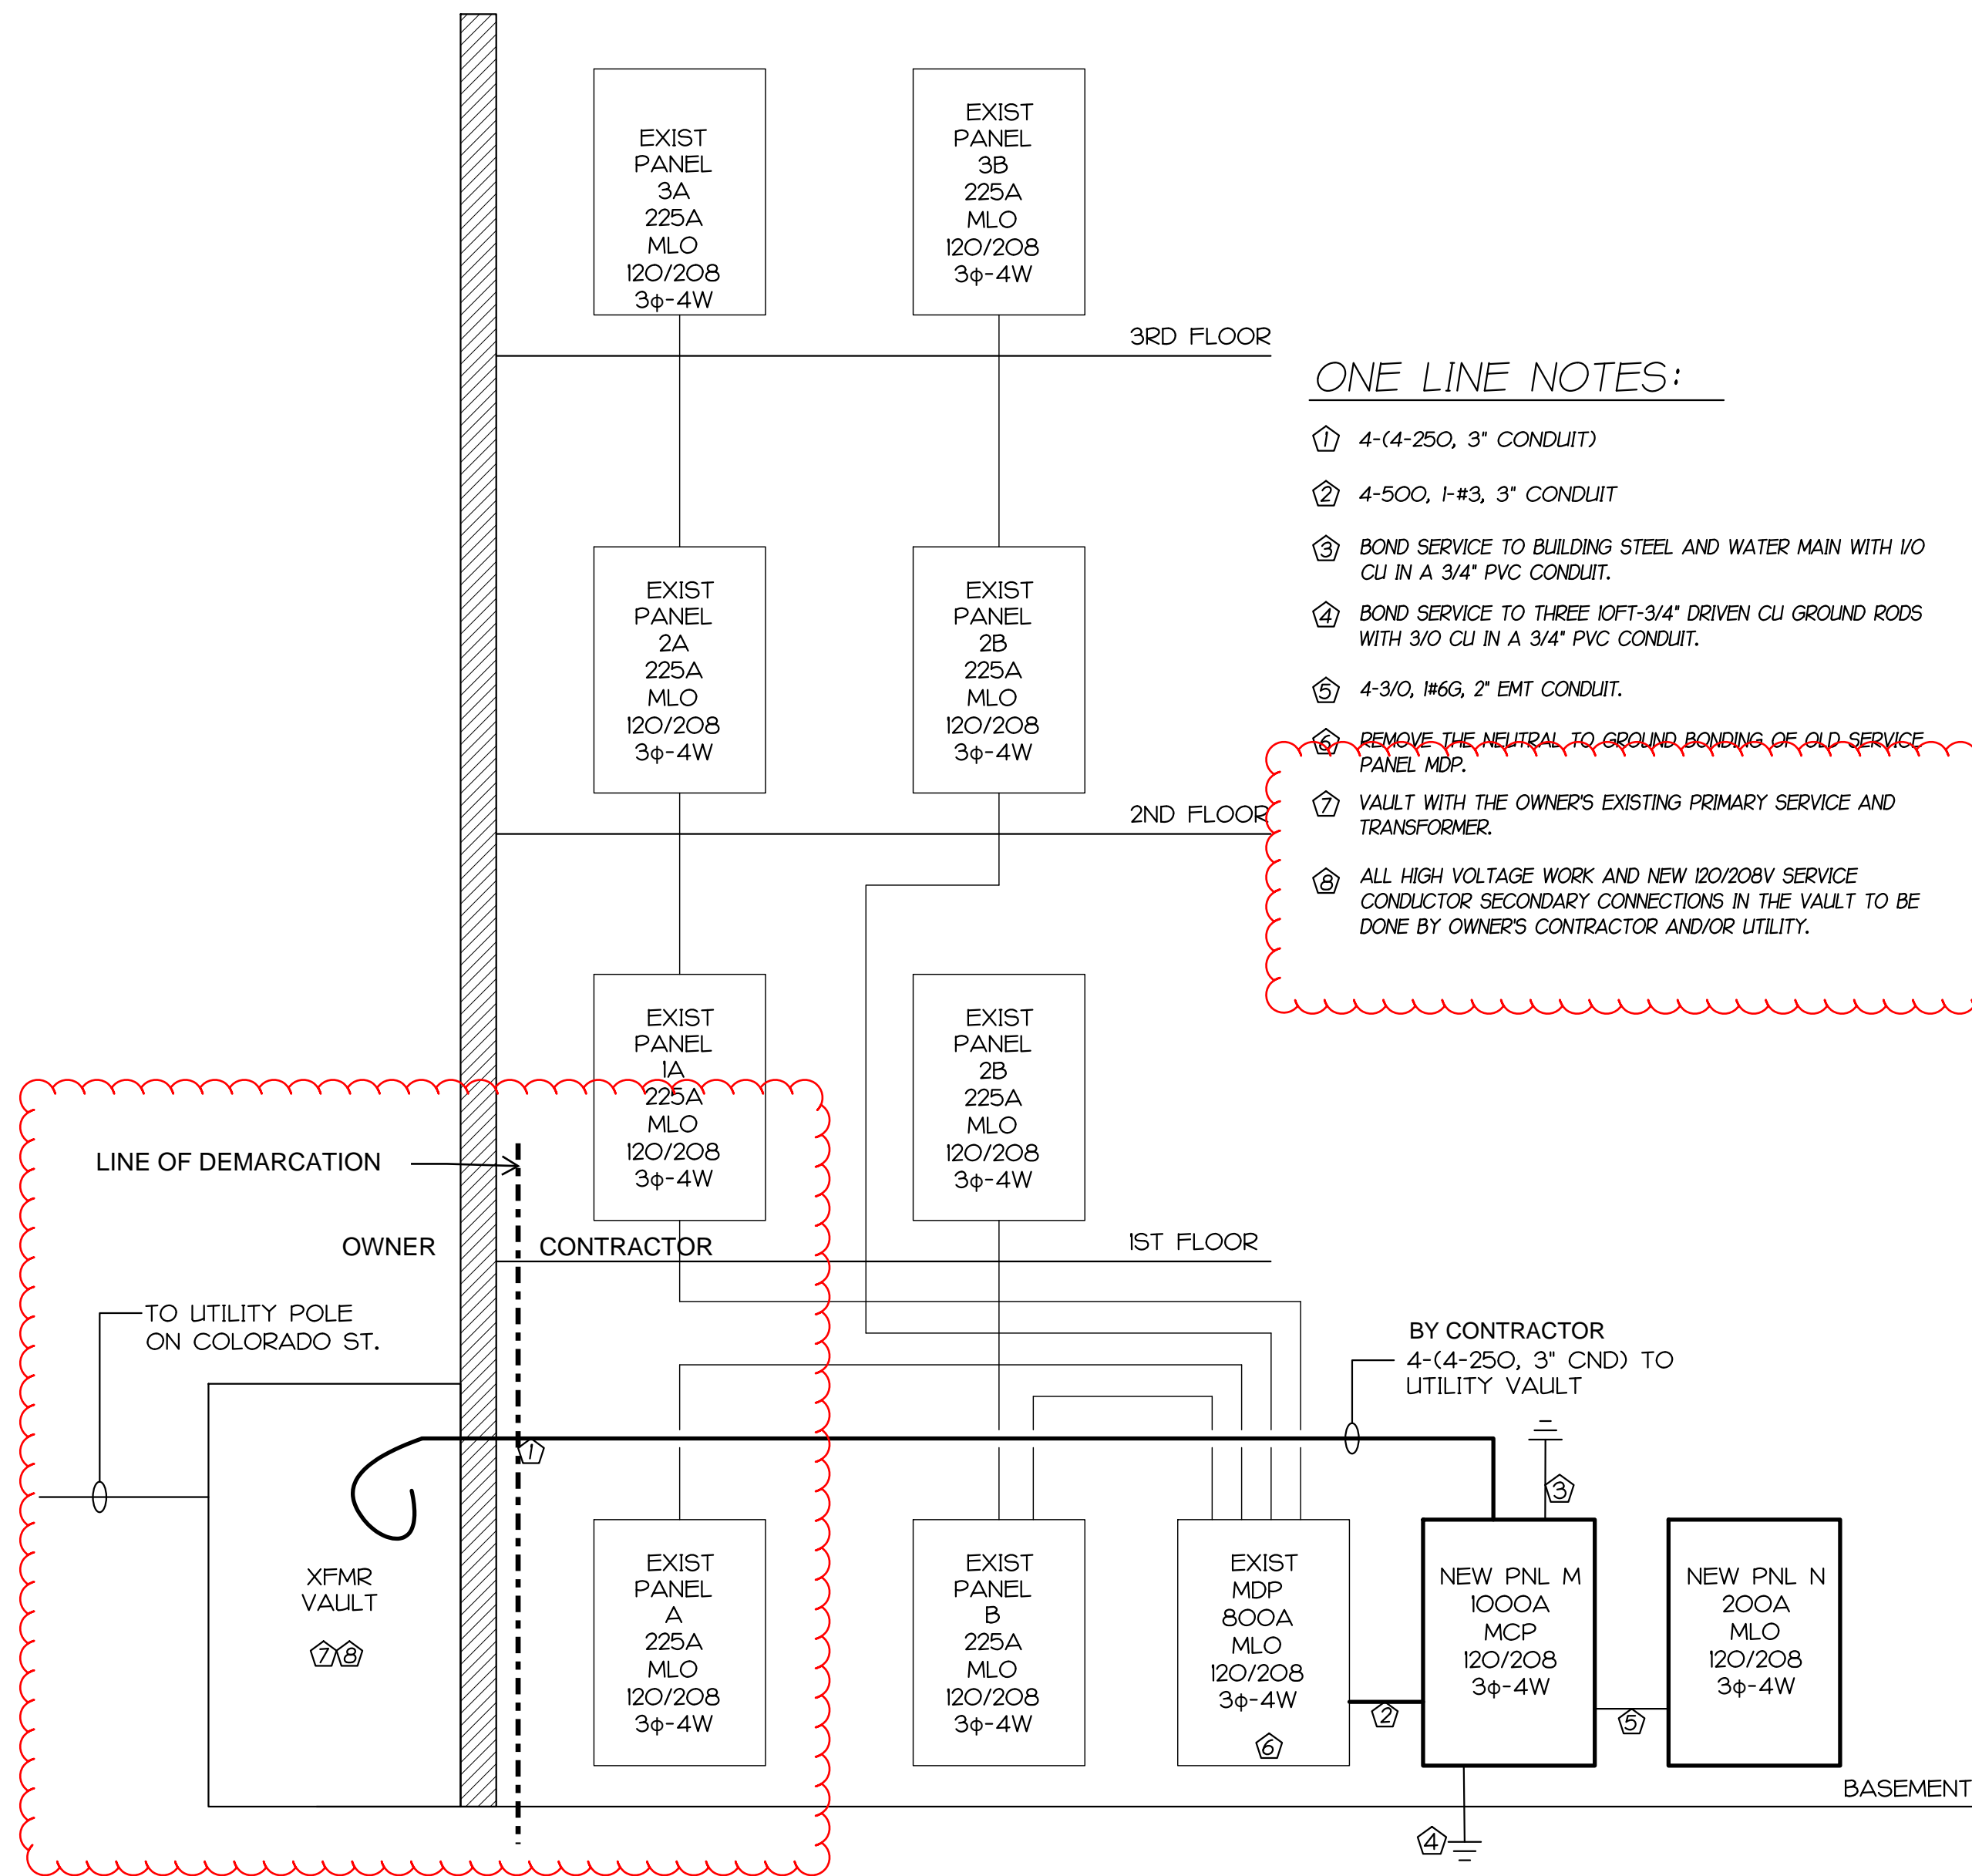 EXIST
PANEL
3A
225A
MLO
120/208
3ϕ-4W
EXIST
PANEL
3B
225A
MLO
120/208
3ϕ-4W
3RD FLOOR
ONE LINE NOTES:
1 4-(4-250, 3" CONDUIT)
2 4-500, 1-#3, 3" CONDUIT
3 BOND SERVICE TO BUILDING STEEL AND WATER MAIN WITH 1/0
CU IN A 3/4" PVC CONDUIT.
4 BOND SERVICE TO THREE 10FT-3/4" DRIVEN CU GROUND RODS
WITH 3/0 CU IN A 3/4" PVC CONDUIT.
5 4-3/0, 1#6G, 2" EMT CONDUIT.
6 REMOVE THE NEUTRAL TO GROUND BONDING OF OLD SERVICE
PANEL MDP.
7 VAULT WITH THE OWNER'S EXISTING PRIMARY SERVICE AND
TRANSFORMER.
8 ALL HIGH VOLTAGE WORK AND NEW 120/208V SERVICE
CONDUCTOR SECONDARY CONNECTIONS IN THE VAULT TO BE
DONE BY OWNER'S CONTRACTOR AND/OR UTILITY.
EXIST
PANEL
2A
225A
MLO
120/208
3ϕ-4W
EXIST
PANEL
2B
225A
MLO
120/208
3ϕ-4W
2ND FLOOR
EXIST
PANEL
1A
225A
MLO
120/208
3ϕ-4W
EXIST
PANEL
2B
225A
MLO
120/208
3ϕ-4W
LINE OF DEMARCATION
OWNER
CONTRACTOR
1ST FLOOR
TO UTILITY POLE
ON COLORADO ST.
BY CONTRACTOR
4-(4-250, 3" CND) TO
UTILITY VAULT
1
3
XFMR
VAULT
7 8
EXIST
PANEL
A
225A
MLO
120/208
3ϕ-4W
EXIST
PANEL
B
225A
MLO
120/208
3ϕ-4W
EXIST
MDP
800A
MLO
120/208
3ϕ-4W
6
2
NEW PNL M
1000A
MCP
120/208
3ϕ-4W
5
NEW PNL N
200A
MLO
120/208
3ϕ-4W
BASEMENT
4